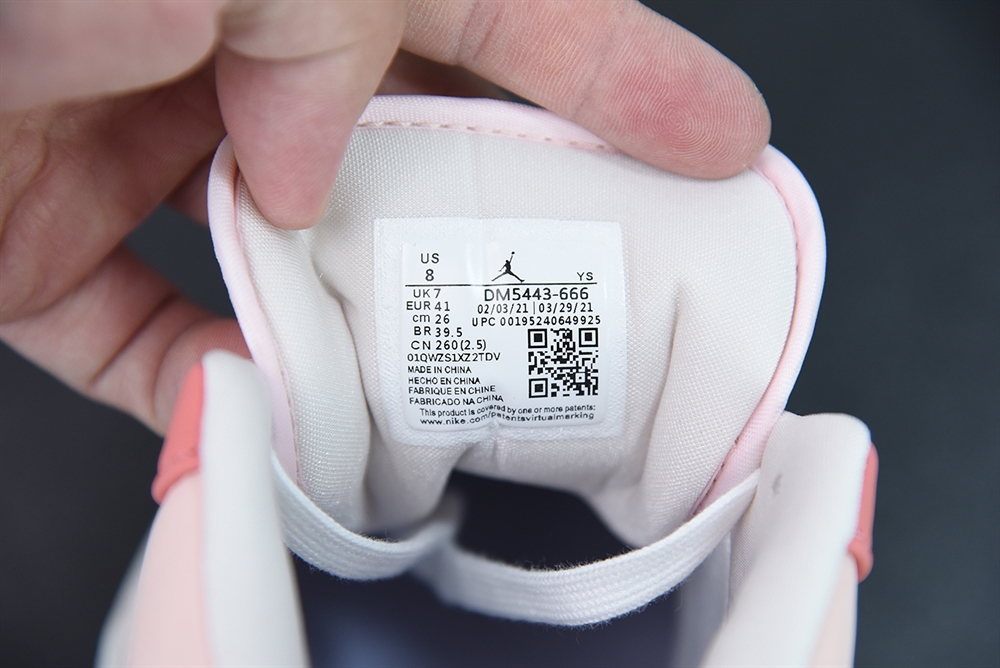 US
8 YS
UK 7 DM5443-666
EUR 41 02/03/21 | 03/29/21
cm 26 UPC 00195240649925
BR 39.5
CN 260(2.5)
01QWZS1XZ2TDV
MADE IN CHINA
HECHO EN CHINA
FABRIQUE EN CHINE
FABRICADO NA CHINA
This product is covered by one or more patents:
www.nike.com/patentsvirtualmarking